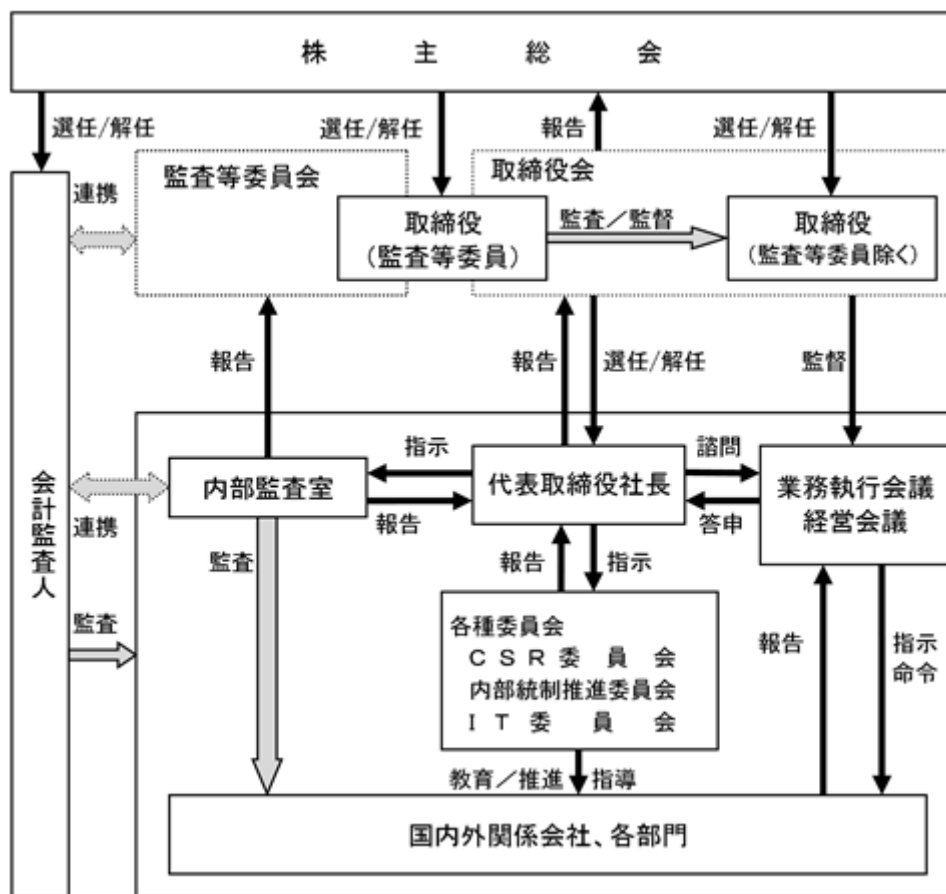 株主総会
選任/解任
選任/解任
報告
選任/解任
監査等委員会
取締役会
連携
取締役
(監査等委員)
監査／監督
取締役
(監査等委員除く)
報告
報告
選任/解任
監督
指示
諮問
内部監査室
代表取締役社長
業務執行会議
経営会議
会計監査人
連携
報告
答申
監査
報告
指示
監査
各種委員会
ＣＳＲ委員会
内部統制推進委員会
ＩＴ委員会
報告
指示
命令
教育／推進
指導
国内外関係会社、各部門